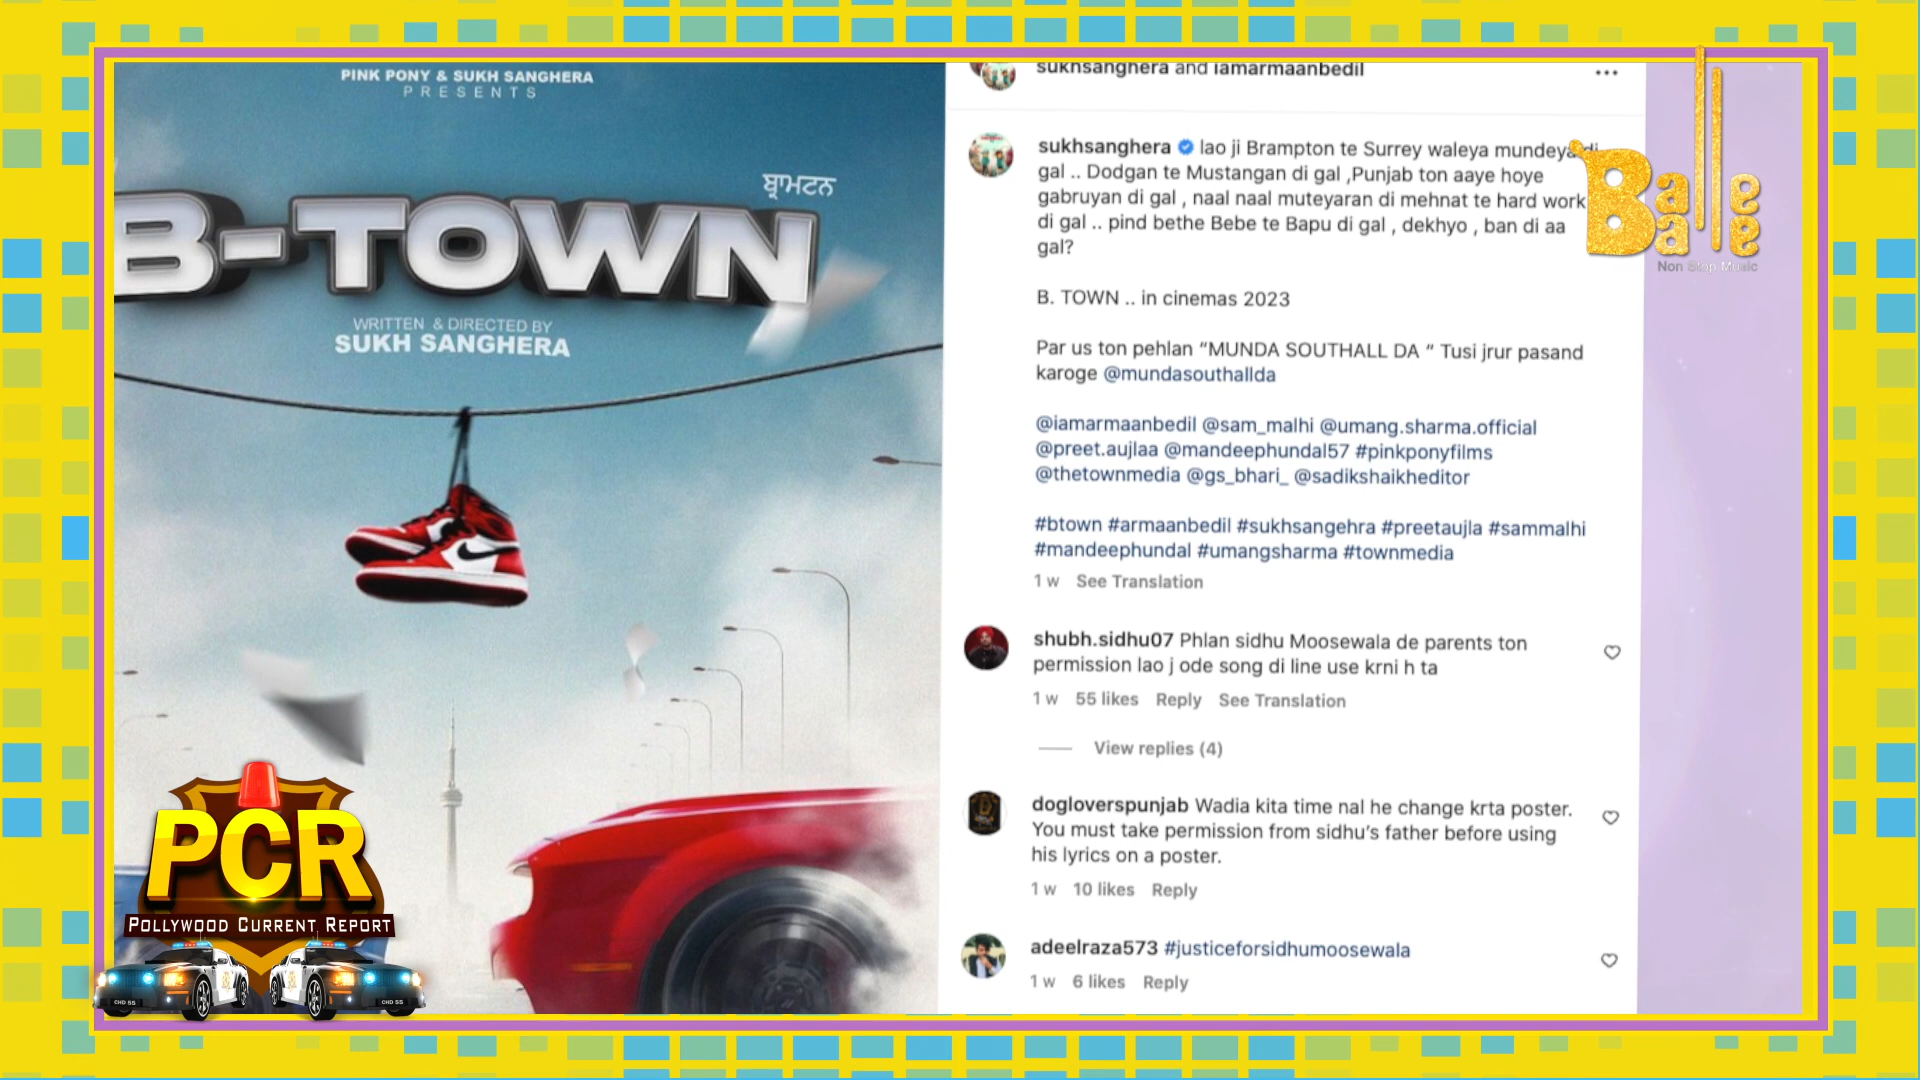 PINK PONY & SUKH SANGHERA
PRESENTS
ਬ੍ਰਾਮਟਨ
B-TOWN
WRITTEN & DIRECTED BY
SUKH SANGHERA
PCR
POLLYWOOD CURRENT REPORT
CHD SS
CHD SS
sukhsanghera and iamarmaanbedil
sukhsanghera lao ji Brampton te Surrey waleya mundeya di
gal .. Dodgan te Mustangan di gal ,Punjab ton aaye hoye
gabruyan di gal , naal naal muteyaran di mehnat te hard work
di gal .. pind bethe Bebe te Bapu di gal , dekhyo , ban di aa
gal?
B. TOWN .. in cinemas 2023
Par us ton pehlan “MUNDA SOUTHALL DA ” Tusi jrur pasand
karoge @mundasouthallda
@iamarmaanbedil @sam_malhi @umang.sharma.official
@preet.aujlaa @mandeephundal57 #pinkponyfilms
@thetownmedia @gs_bhari_ @sadikshaikheditor
#btown #armaanbedil #sukhsangehra #preetaujla #sammalhi
#mandeephundal #umangsharma #townmedia
1 w See Translation
shubh.sidhu07 Phlan sidhu Moosewala de parents ton
permission lao j ode song di line use krni h ta
1 w 55 likes Reply See Translation
View replies (4)
dogloverspunjab Wadia kita time nal he change krta poster.
You must take permission from sidhu’s father before using
his lyrics on a poster.
1 w 10 likes Reply
adeelraza573 #justiceforsidhumoosewala
1 w 6 likes Reply
Balle Balle
Non Stop Music